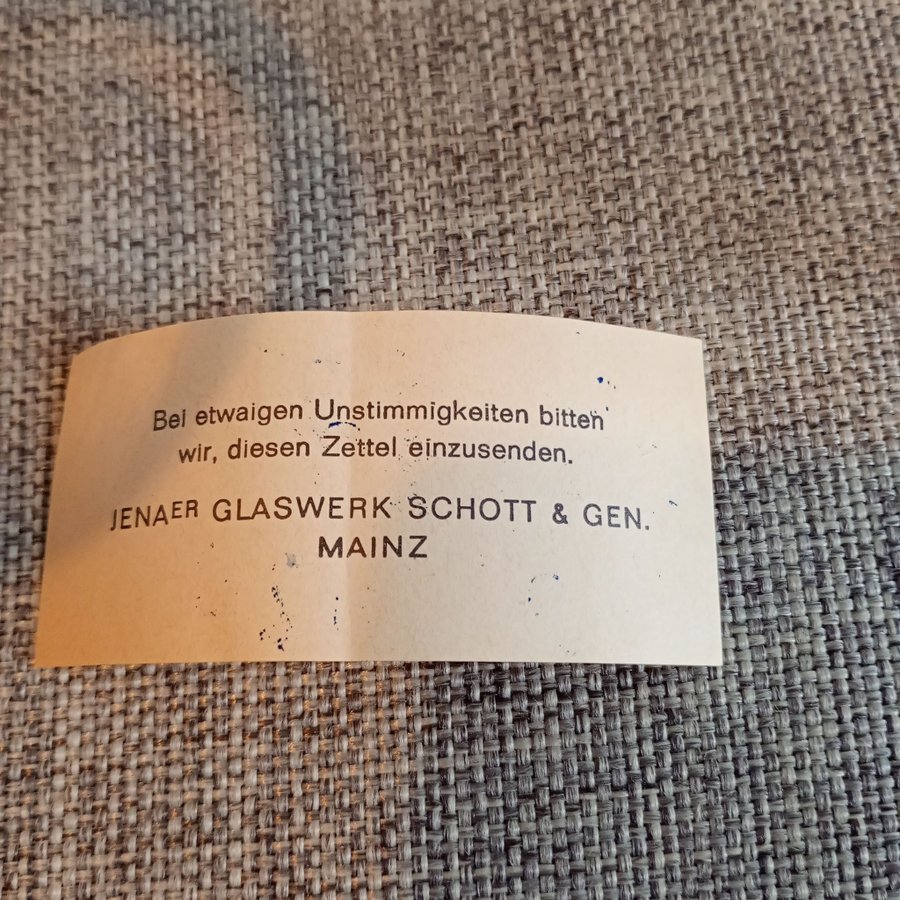 Bei etwaigen Unstimmigkeiten bitten
wir, diesen Zettel einzusenden.
JENAER GLASWERK SCHOTT & GEN.
MAINZ